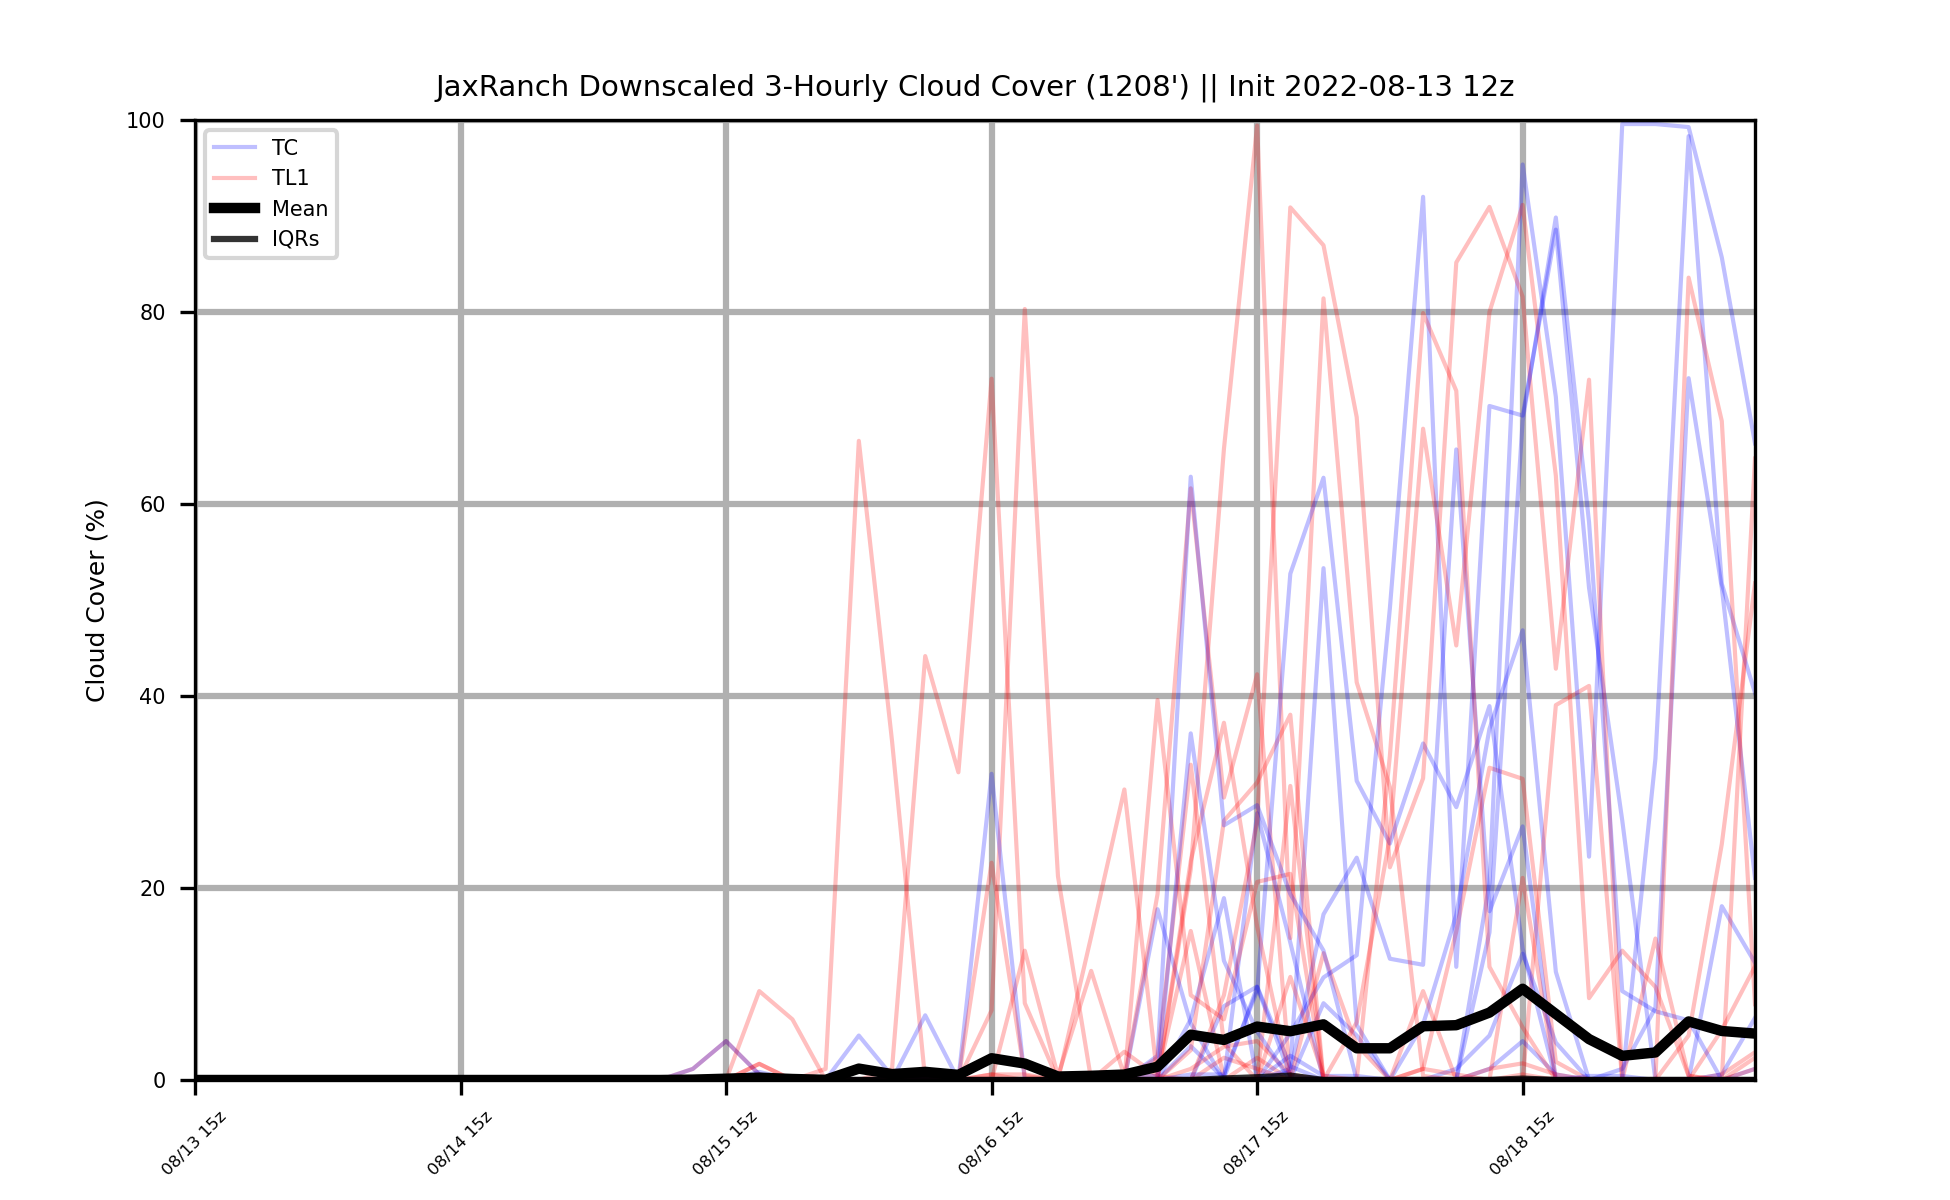 JaxRanch Downscaled 3-Hourly Cloud Cover (1208') || Init 2022-08-13 12z
TC
TL1
Mean
IQRs
Cloud Cover (%)
100
80
60
40
20
0
08/13 15z
08/14 15z
08/15 15z
08/16 15z
08/17 15z
08/18 15z